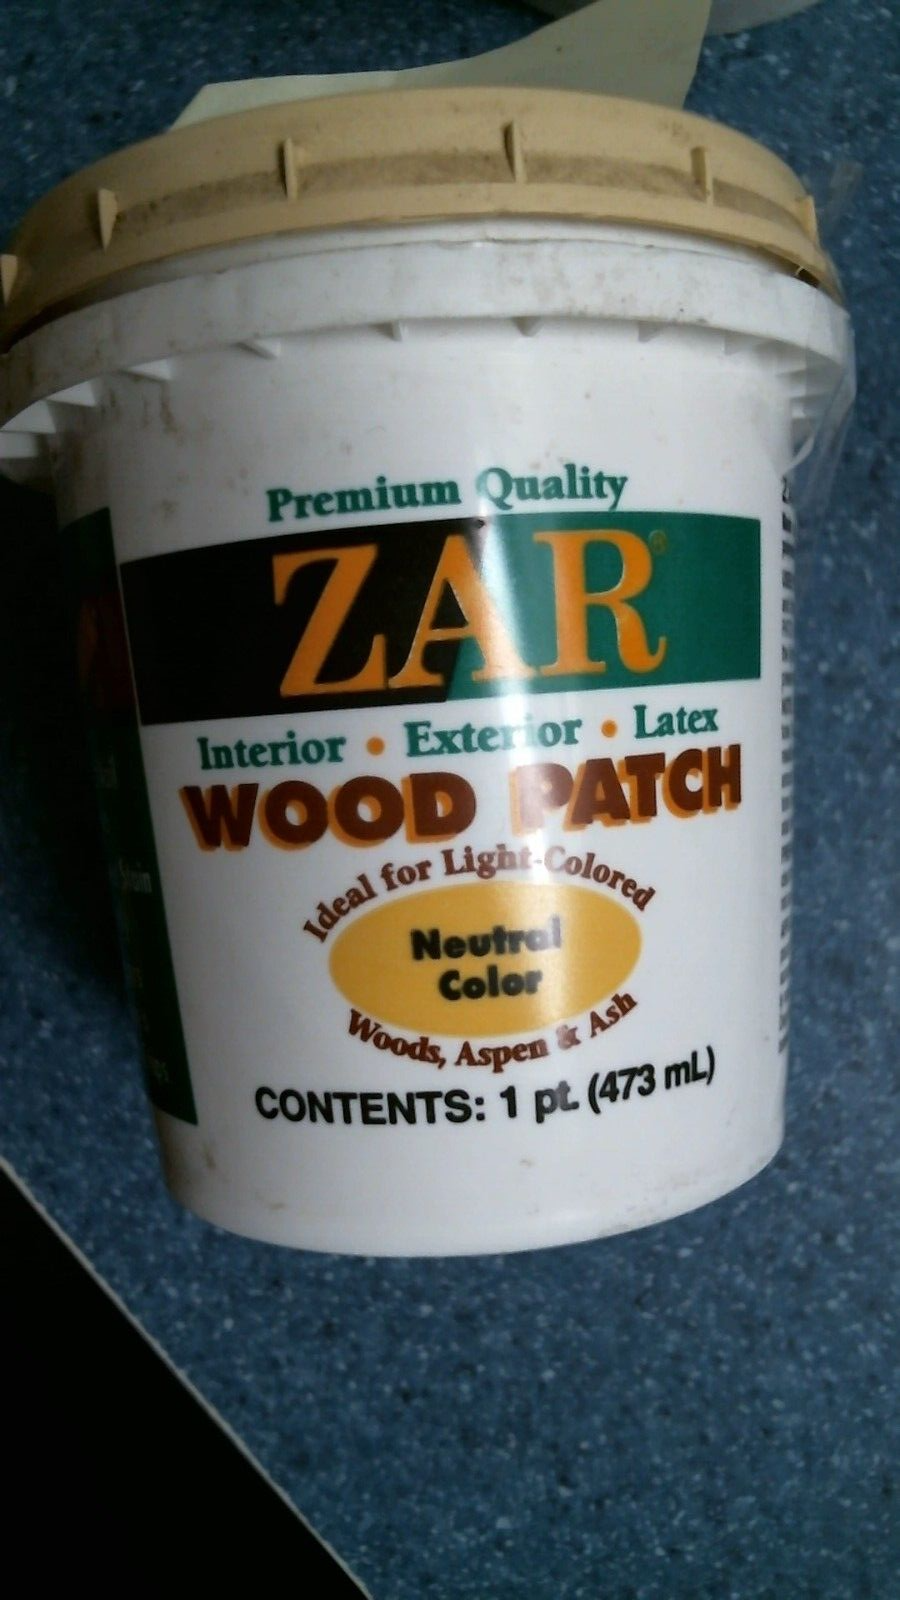 Premium Quality
ZAR®
Interior • Exterior • Latex
WOOD PATCH
Ideal for Light-Colored
Neutral
Color
Woods, Aspen & Ash
CONTENTS: 1 pt. (473 mL)
Stain